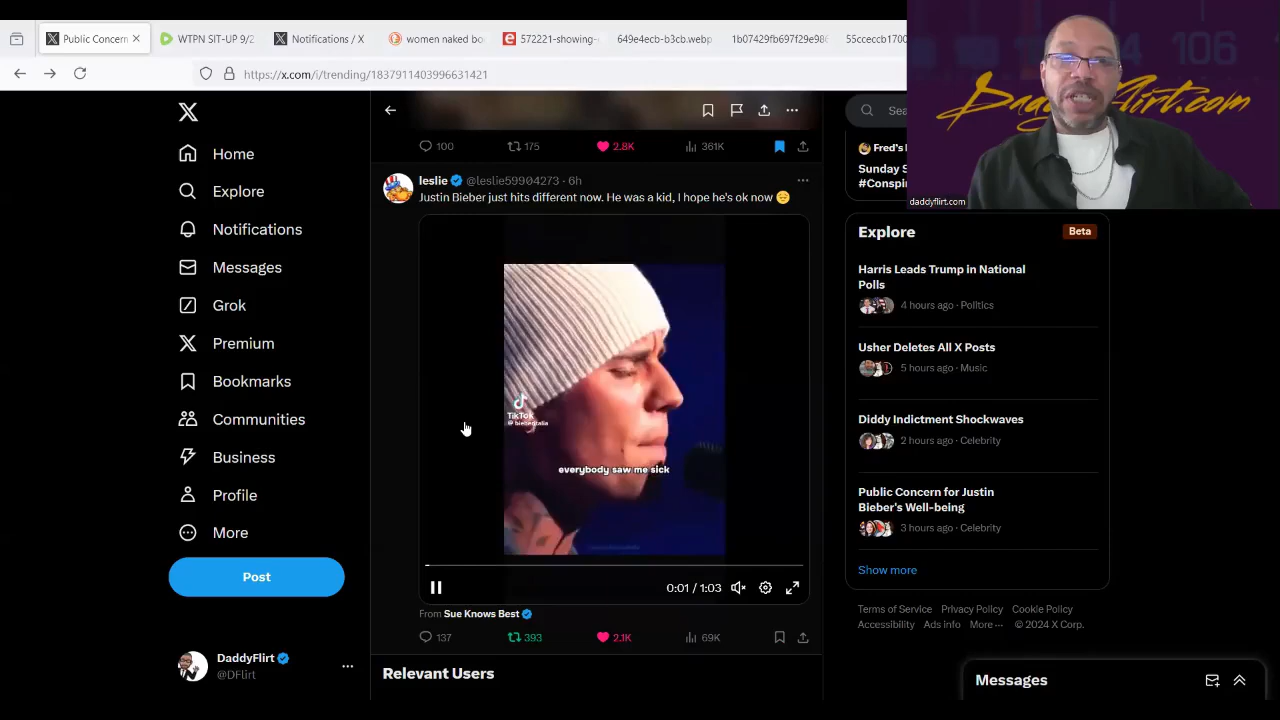 Public Concern
WTPN SIT-UP 9/2
Notifications / X
women naked bo
572221-showing-
649e4ecb-b3cb.webp
1b07429fb697f29e986
55cceccb1700
https://x.com/i/trending/1837911403996631421
106
DaddyFlirt.com
daddyflirt.com
Home
Explore
Notifications
Messages
Grok
Premium
Bookmarks
Communities
Business
Profile
More
Post
DaddyFlirt
@DFlirt
100
175
2.8K
361K
leslie @leslie59904273 · 6h
Justin Bieber just hits different now. He was a kid, I hope he's ok now
TikTok
everybody saw me sick
0:01 / 1:03
From Sue Knows Best
137
393
2.1K
69K
Relevant Users
Sea
Fred's
Sunday S
#Conspir
Explore
Beta
Harris Leads Trump in National
Polls
4 hours ago · Politics
Usher Deletes All X Posts
5 hours ago · Music
Diddy Indictment Shockwaves
2 hours ago · Celebrity
Public Concern for Justin
Bieber's Well-being
3 hours ago · Celebrity
Show more
Terms of Service Privacy Policy Cookie Policy
Accessibility Ads info More ··· © 2024 X Corp.
Messages